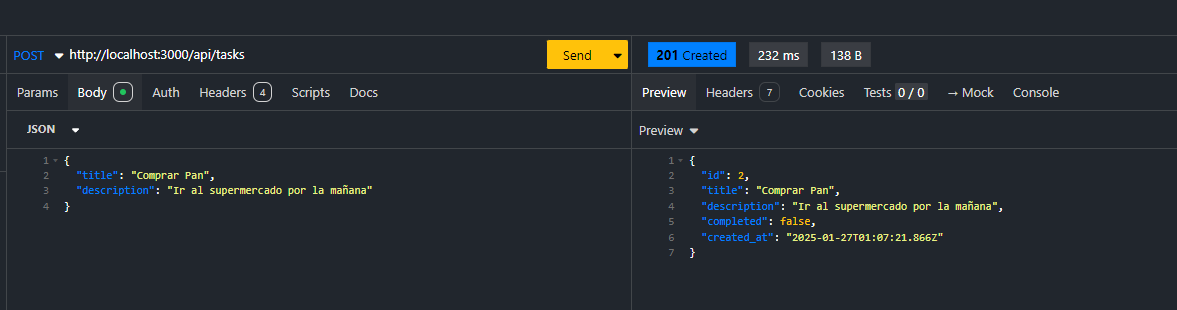 POST http://localhost:3000/api/tasks Send
201 Created 232 ms 138 B
Params Body Auth Headers 4 Scripts Docs
Preview Headers 7 Cookies Tests 0 / 0 → Mock Console
JSON
Preview
1 {
2 "title": "Comprar Pan",
3 "description": "Ir al supermercado por la mañana"
4 }
1 {
2 "id": 2,
3 "title": "Comprar Pan",
4 "description": "Ir al supermercado por la mañana",
5 "completed": false,
6 "created_at": "2025-01-27T01:07:21.866Z"
7 }